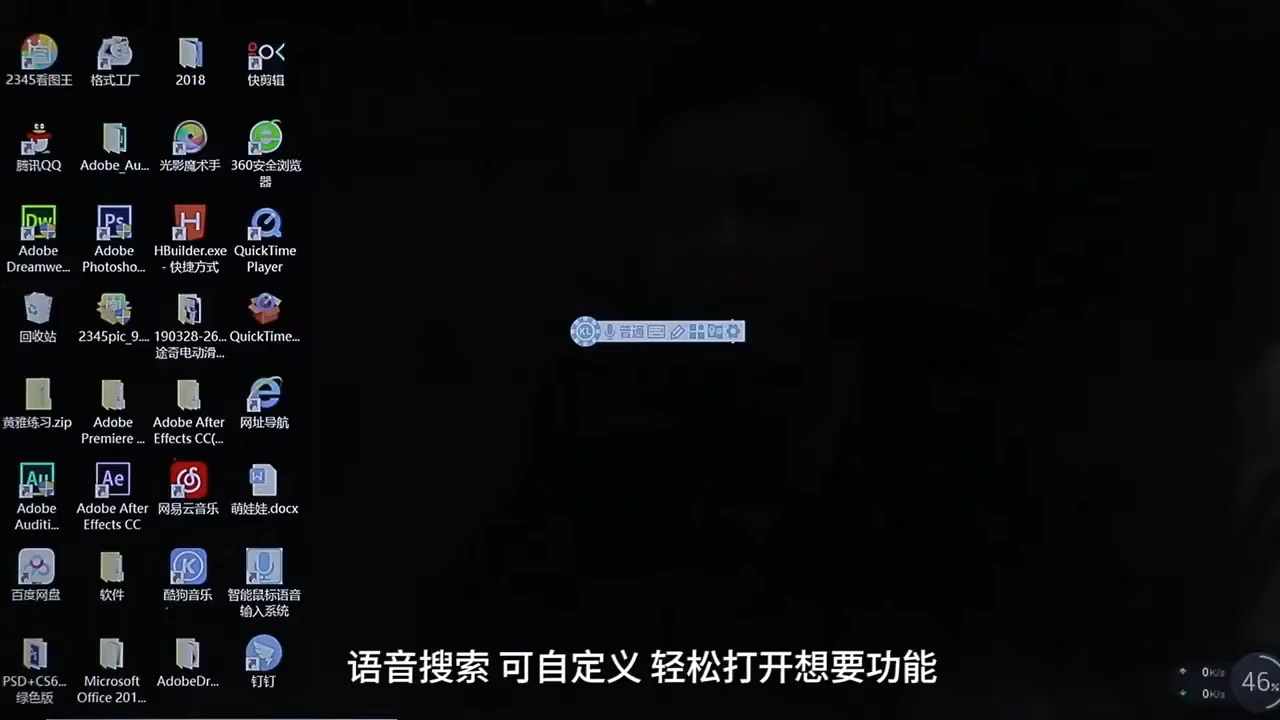 2345看图王
格式工厂
2018
快剪辑
腾讯QQ
Adobe_Au...
光影魔术手
360安全浏览
器
Dw
Adobe
Dreamwe...
Ps
Adobe
Photosho...
H
HBuilder.exe
- 快捷方式
QuickTime
Player
回收站
2345pic_9...
190328-26...
途奇电动滑...
QuickTime...
黄雅练习.zip
Adobe
Premiere ...
Adobe After
Effects CC(...
网址导航
Au
Adobe
Auditi...
Ae
Adobe After
Effects CC
网易云音乐
萌娃娃.docx
百度网盘
软件
K
酷狗音乐
智能鼠标语音
输入系统
PSD+CS6...
绿色版
Microsoft
Office 201...
AdobeDr...
钉钉
KL
普通
语音搜索 可自定义 轻松打开想要功能
0K/s
0K/s
46%